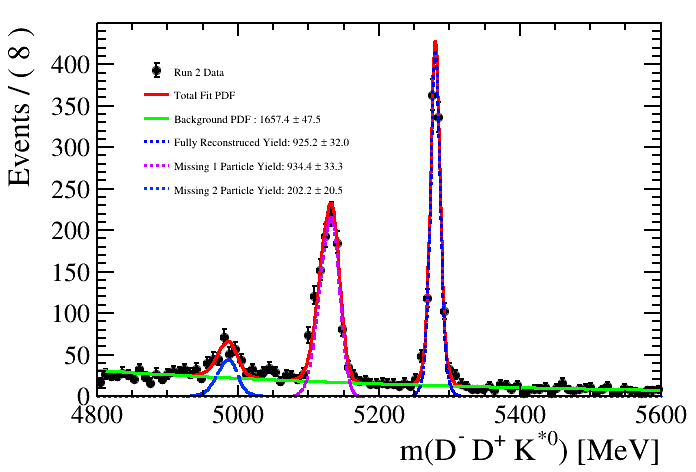 Events / ( 8 )
400
350
300
250
200
150
100
50
0
Run 2 Data
Total Fit PDF
Background PDF : 1657.4 ± 47.5
Fully Reconstruced Yield: 925.2 ± 32.0
Missing 1 Particle Yield: 934.4 ± 33.3
Missing 2 Particle Yield: 202.2 ± 20.5
4800 5000 5200 5400 5600
m(D⁻ D⁺ K*⁰) [MeV]